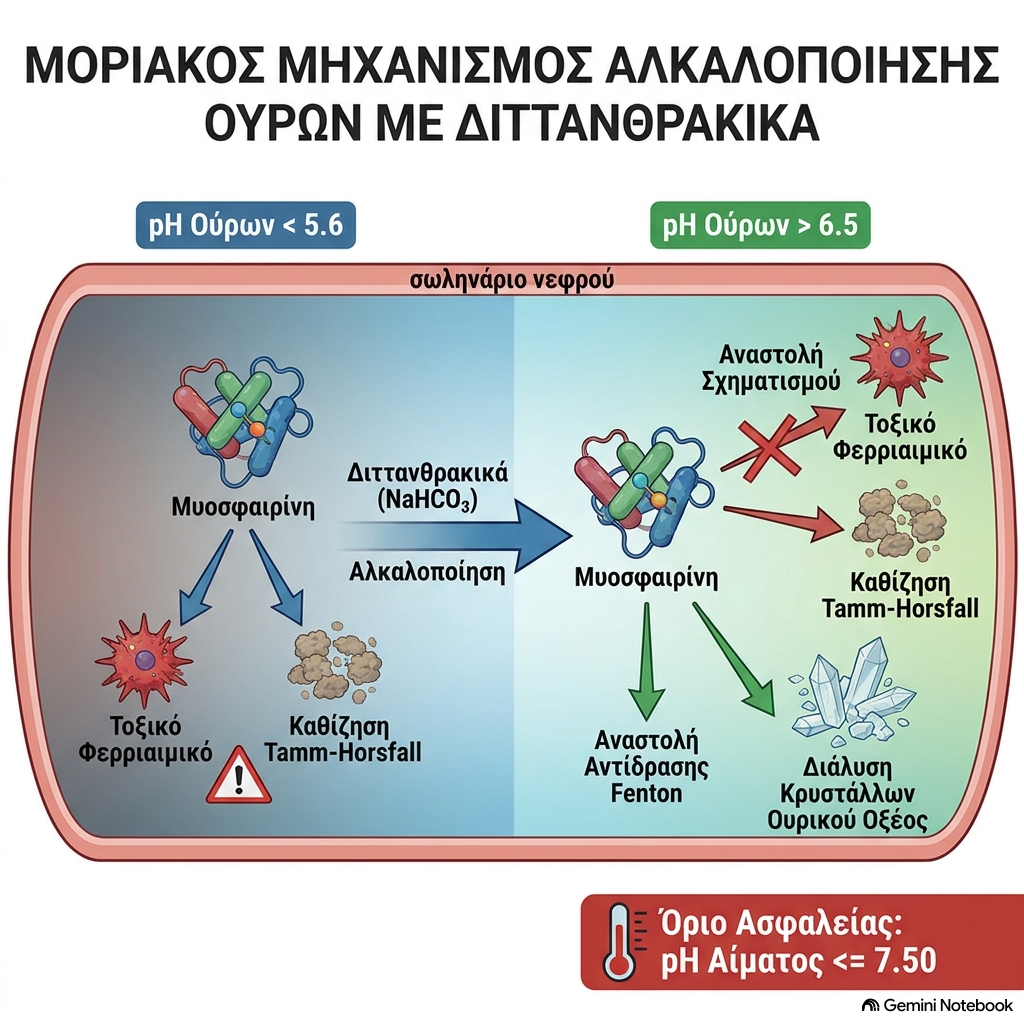 ΜΟΡΙΑΚΟΣ ΜΗΧΑΝΙΣΜΟΣ ΑΛΚΑΛΟΠΟΙΗΣΗΣ
ΟΥΡΩΝ ΜΕ ΔΙΤΤΑΝΘΡΑΚΙΚΑ
pH Ούρων < 5.6
pH Ούρων > 6.5
σωληνάριο νεφρού
Μυοσφαιρίνη
Τοξικό
Φερριαιμικό
Καθίζηση
Tamm-Horsfall
Διττανθρακικά
(NaHCO₃)
Αλκαλοποίηση
Μυοσφαιρίνη
Αναστολή
Σχηματισμού
Τοξικό
Φερριαιμικό
Καθίζηση
Tamm-Horsfall
Αναστολή
Αντίδρασης
Fenton
Διάλυση
Κρυστάλλων
Ουρικού Οξέος
Όριο Ασφαλείας:
pH Αίματος <= 7.50
Gemini Notebook